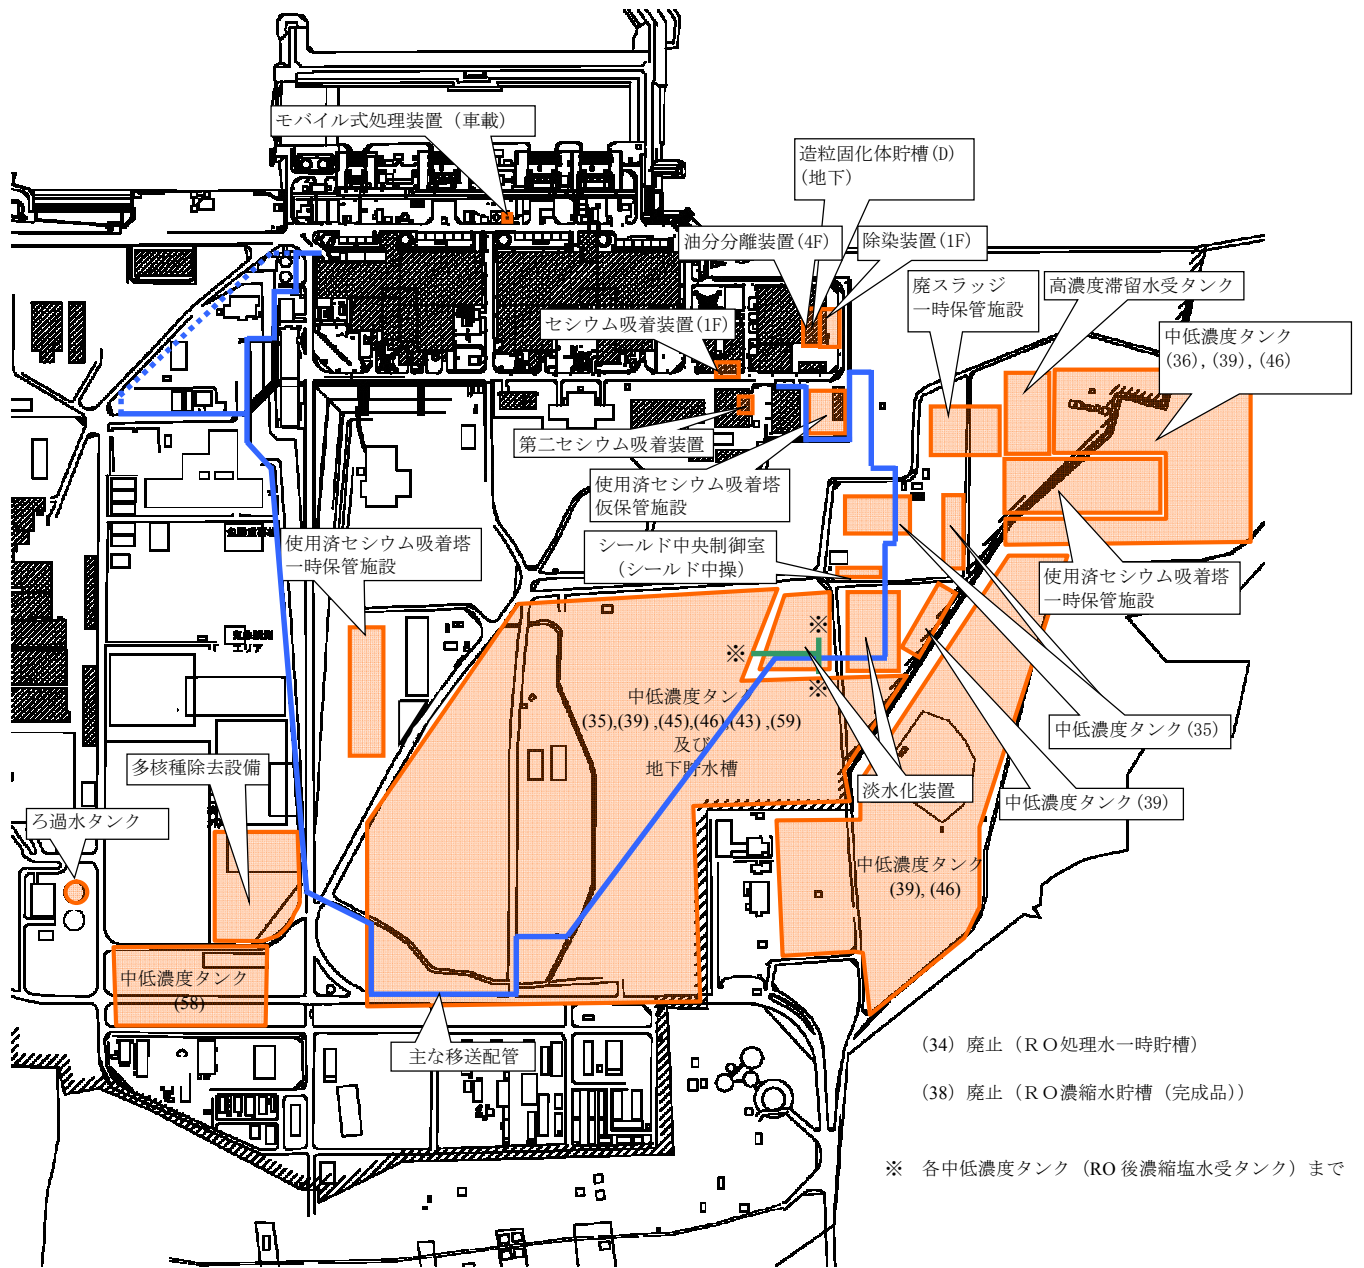 モバイル式処理装置（車載）
造粒固化体貯槽(D)
(地下)
油分分離装置(4F)
除染装置(1F)
廃スラッジ
一時保管施設
高濃度滞留水受タンク
セシウム吸着装置(1F)
中低濃度タンク
(36), (39), (46)
第二セシウム吸着装置
使用済セシウム吸着塔
仮保管施設
使用済セシウム吸着塔
一時保管施設
シールド中央制御室
（シールド中操）
使用済セシウム吸着塔
一時保管施設
エリア
※
※
※
中低濃度タンク
(35),(39) ,(45),(46),(43) ,(59)
及び
地下貯水槽
中低濃度タンク(35)
多核種除去設備
淡水化装置
中低濃度タンク(39)
ろ過水タンク
中低濃度タンク
(39), (46)
中低濃度タンク
(58)
主な移送配管
（34）廃止（ＲＯ処理水一時貯槽）
（38）廃止（ＲＯ濃縮水貯槽（完成品））
※　各中低濃度タンク（RO 後濃縮塩水受タンク）まで